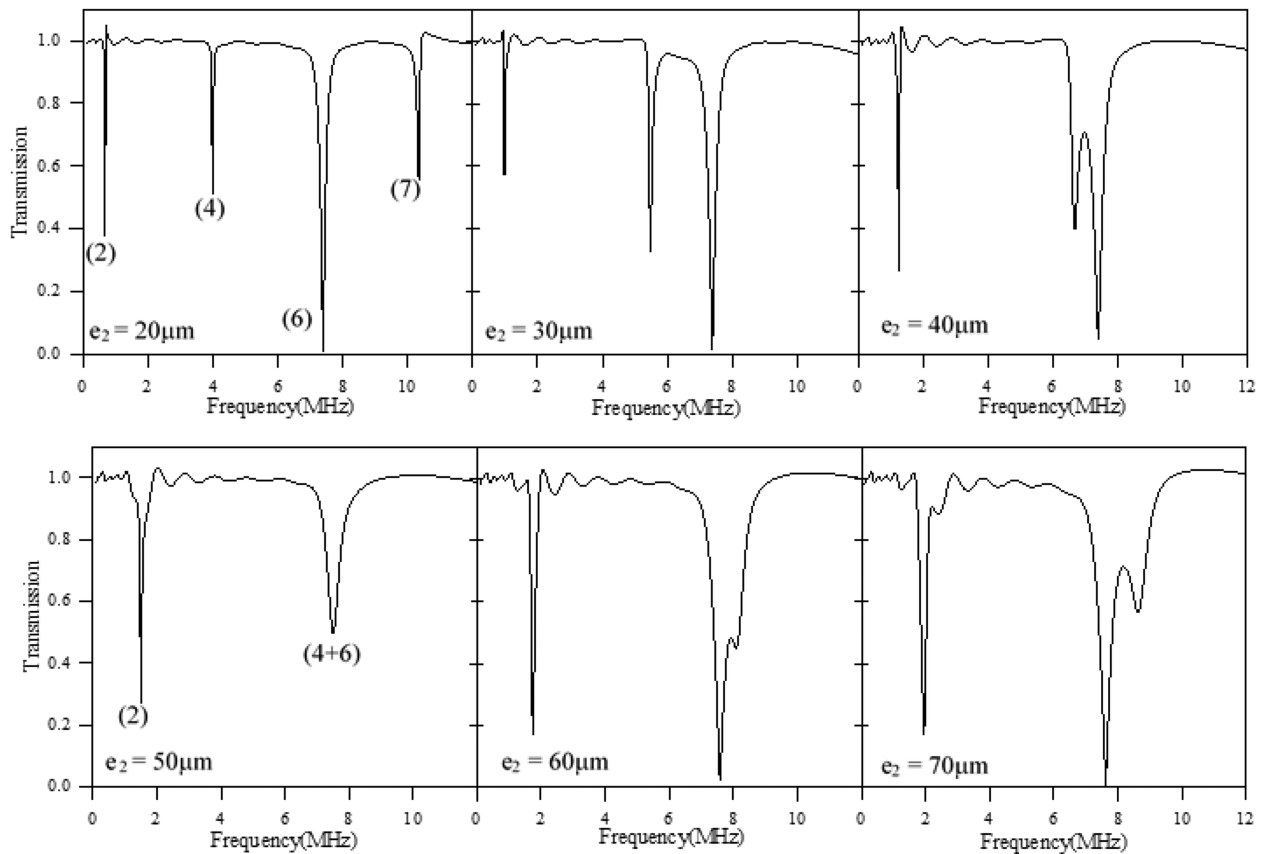 Transmission
1.0
0.8
0.6
0.4
0.2
0.0
(2)
(4)
(6)
(7)
e2 = 20μm
0 2 4 6 8 10
Frequency(MHz)
e2 = 30μm
0 2 4 6 8 10
Frequency(MHz)
e2 = 40μm
0 2 4 6 8 10 12
Frequency(MHz)
Transmission
1.0
0.8
0.6
0.4
0.2
0.0
(2)
(4+6)
e2 = 50μm
0 2 4 6 8 10
Frequency(MHz)
e2 = 60μm
0 2 4 6 8 10
Frequency(MHz)
e2 = 70μm
0 2 4 6 8 10 12
Frequency(MHz)